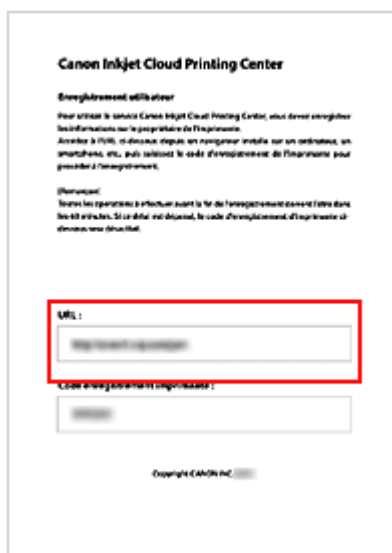 Canon Inkjet Cloud Printing Center
Enregistrement utilisateur
Pour utiliser le service Canon Inkjet Cloud Printing Center, vous devez enregistrer
les informations sur le propriétaire de l'imprimante.
Accédez à l'URL ci-dessous depuis un navigateur installé sur un ordinateur, un
smartphone, etc., puis saisissez le code d'enregistrement de l'imprimante pour
procéder à l'enregistrement.
(Remarque)
Toutes les opérations à effectuer avant la fin de l'enregistrement doivent l'être dans
les 60 minutes. Si ce délai est dépassé, le code d'enregistrement d'imprimante ci-
dessous sera désactivé.
URL :
Code enregistrement imprimante :
Copyright CANON INC.